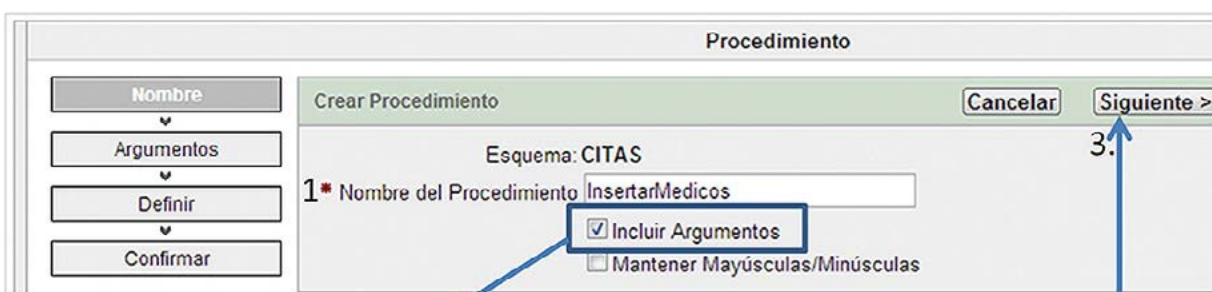 Procedimiento
Nombre
Argumentos
Definir
Confirmar
Crear Procedimiento Cancelar Siguiente >
3.
Esquema: CITAS
1* Nombre del Procedimiento InsertarMedicos
Incluir Argumentos
Mantener Mayúsculas/Minúsculas